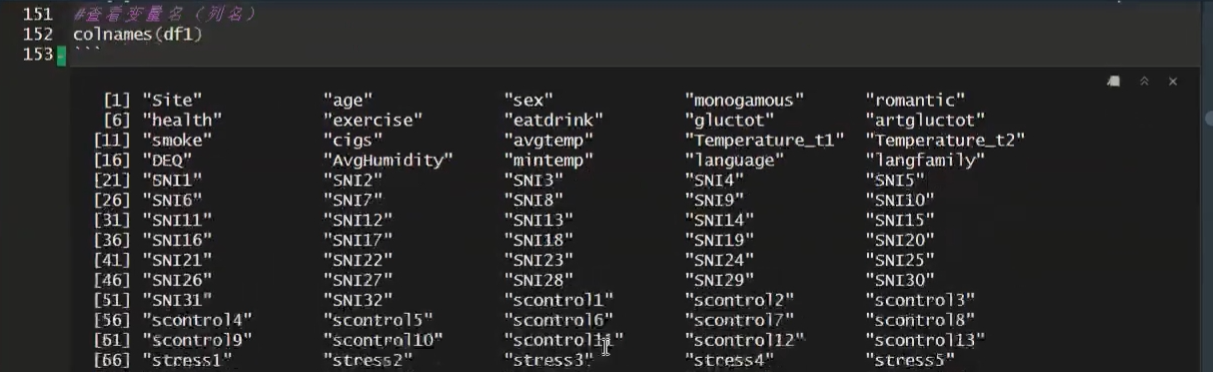 151 #查看变量名（列名）
152 colnames(df1)
153 ```
[1] "Site" "age" "sex" "monogamous" "romantic"
[6] "health" "exercise" "eatdrink" "gluctot" "artgluctot"
[11] "smoke" "cigs" "avgtemp" "Temperature_t1" "Temperature_t2"
[16] "DEQ" "AvgHumidity" "mintemp" "language" "langfamily"
[21] "SNI1" "SNI2" "SNI3" "SNI4" "SNI5"
[26] "SNI6" "SNI7" "SNI8" "SNI9" "SNI10"
[31] "SNI11" "SNI12" "SNI13" "SNI14" "SNI15"
[36] "SNI16" "SNI17" "SNI18" "SNI19" "SNI20"
[41] "SNI21" "SNI22" "SNI23" "SNI24" "SNI25"
[46] "SNI26" "SNI27" "SNI28" "SNI29" "SNI30"
[51] "SNI31" "SNI32" "scontrol1" "scontrol2" "scontrol3"
[56] "scontrol4" "scontrol5" "scontrol6" "scontrol7" "scontrol8"
[61] "scontrol9" "scontrol10" "scontrol11" "scontrol12" "scontrol13"
[66] "stress1" "stress2" "stress3" "stress4" "stress5"